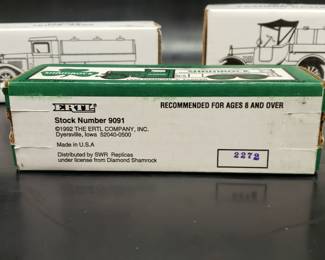 SHAMROCK
ERTL
RECOMMENDED FOR AGES 8 AND OVER
Stock Number 9091
©1992 THE ERTL COMPANY, INC.
Dyersville, Iowa 52040-0500
Made in U.S.A
Distributed by SWR Replicas
under license from Diamond Shamrock
2272